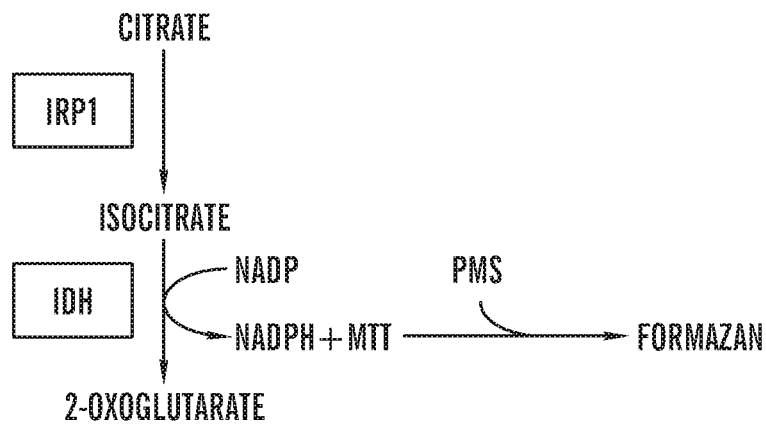 CITRATE
IRP1
ISOCITRATE
IDH
NADP
PMS
NADPH+MTT
FORMAZAN
2-OXOGLUTARATE